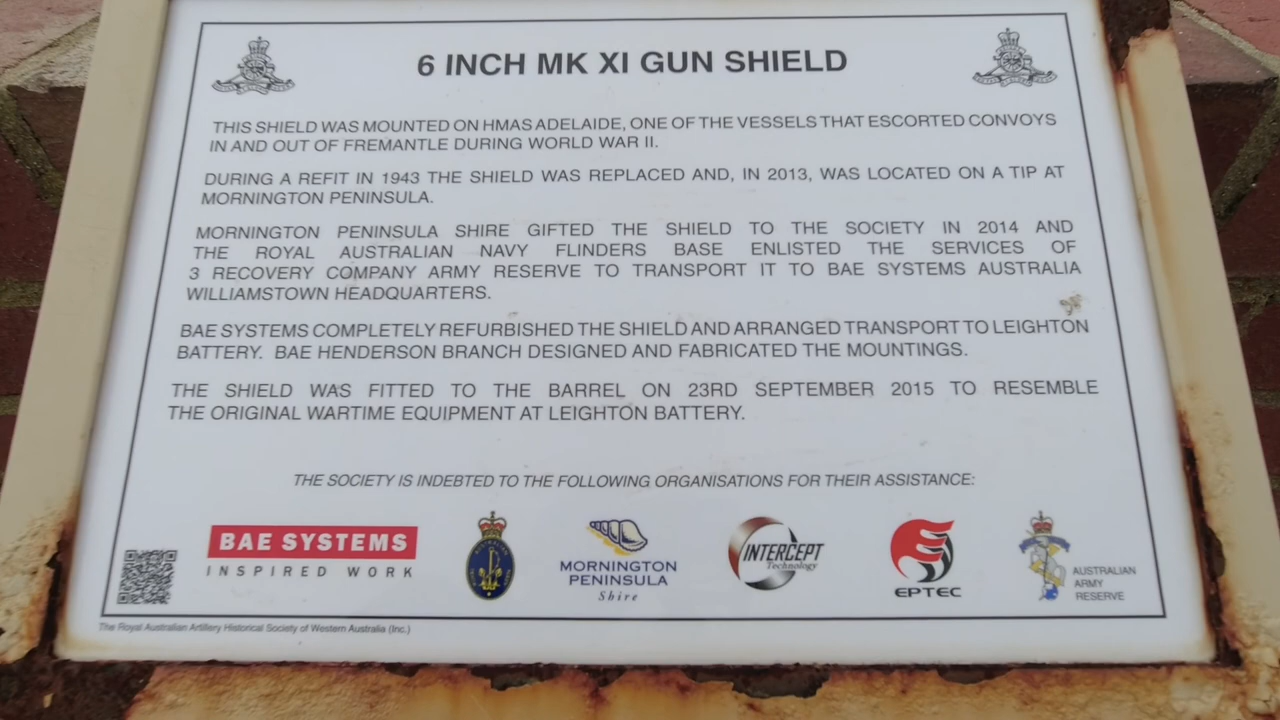 6 INCH MK XI GUN SHIELD
THIS SHIELD WAS MOUNTED ON HMAS ADELAIDE, ONE OF THE VESSELS THAT ESCORTED CONVOYS
IN AND OUT OF FREMANTLE DURING WORLD WAR II.
DURING A REFIT IN 1943 THE SHIELD WAS REPLACED AND, IN 2013, WAS LOCATED ON A TIP AT
MORNINGTON PENINSULA.
MORNINGTON PENINSULA SHIRE GIFTED THE SHIELD TO THE SOCIETY IN 2014 AND
THE ROYAL AUSTRALIAN NAVY FLINDERS BASE ENLISTED THE SERVICES OF
3 RECOVERY COMPANY ARMY RESERVE TO TRANSPORT IT TO BAE SYSTEMS AUSTRALIA
WILLIAMSTOWN HEADQUARTERS.
BAE SYSTEMS COMPLETELY REFURBISHED THE SHIELD AND ARRANGED TRANSPORT TO LEIGHTON
BATTERY. BAE HENDERSON BRANCH DESIGNED AND FABRICATED THE MOUNTINGS.
THE SHIELD WAS FITTED TO THE BARREL ON 23RD SEPTEMBER 2015 TO RESEMBLE
THE ORIGINAL WARTIME EQUIPMENT AT LEIGHTON BATTERY.
THE SOCIETY IS INDEBTED TO THE FOLLOWING ORGANISATIONS FOR THEIR ASSISTANCE:
BAE SYSTEMS
INSPIRED WORK
MORNINGTON
PENINSULA
Shire
INTERCEPT
Technology
EPTEC
AUSTRALIAN
ARMY
RESERVE
The Royal Australian Artillery Historical Society of Western Australia (Inc.)